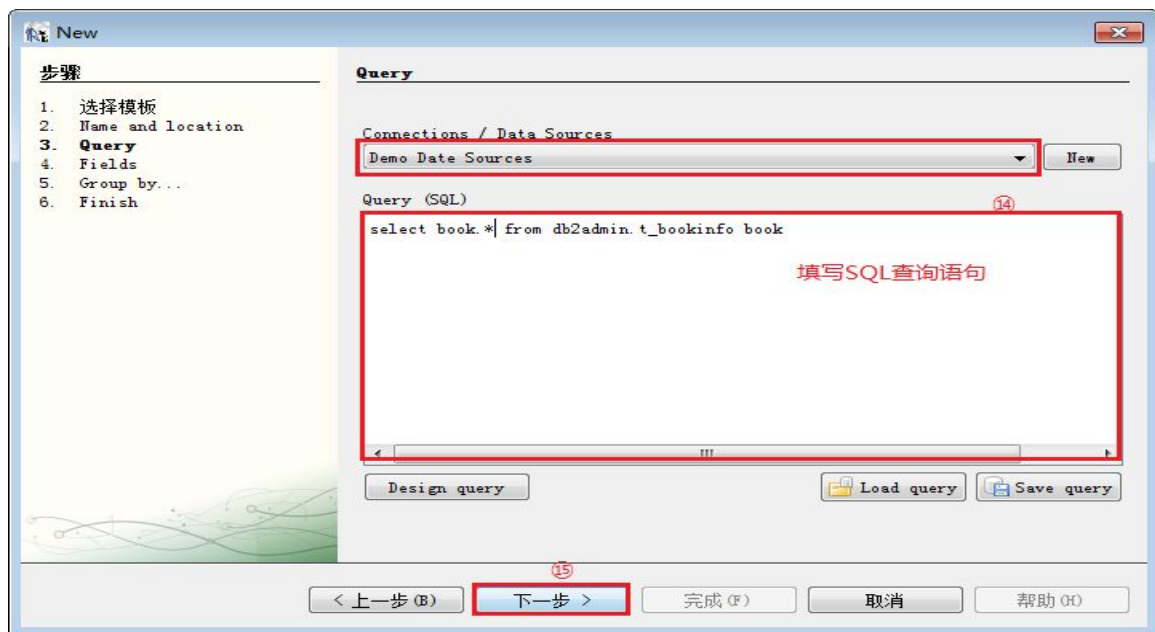 New
步骤
1. 选择模板
2. Name and location
3. Query
4. Fields
5. Group by...
6. Finish
Query
Connections / Data Sources
Demo Date Sources
New
Query (SQL)
⑭
select book.* from db2admin.t_bookinfo book
填写SQL查询语句
Design query
Load query
Save query
⑮
< 上一步(B)
下一步 >
完成(F)
取消
帮助(H)